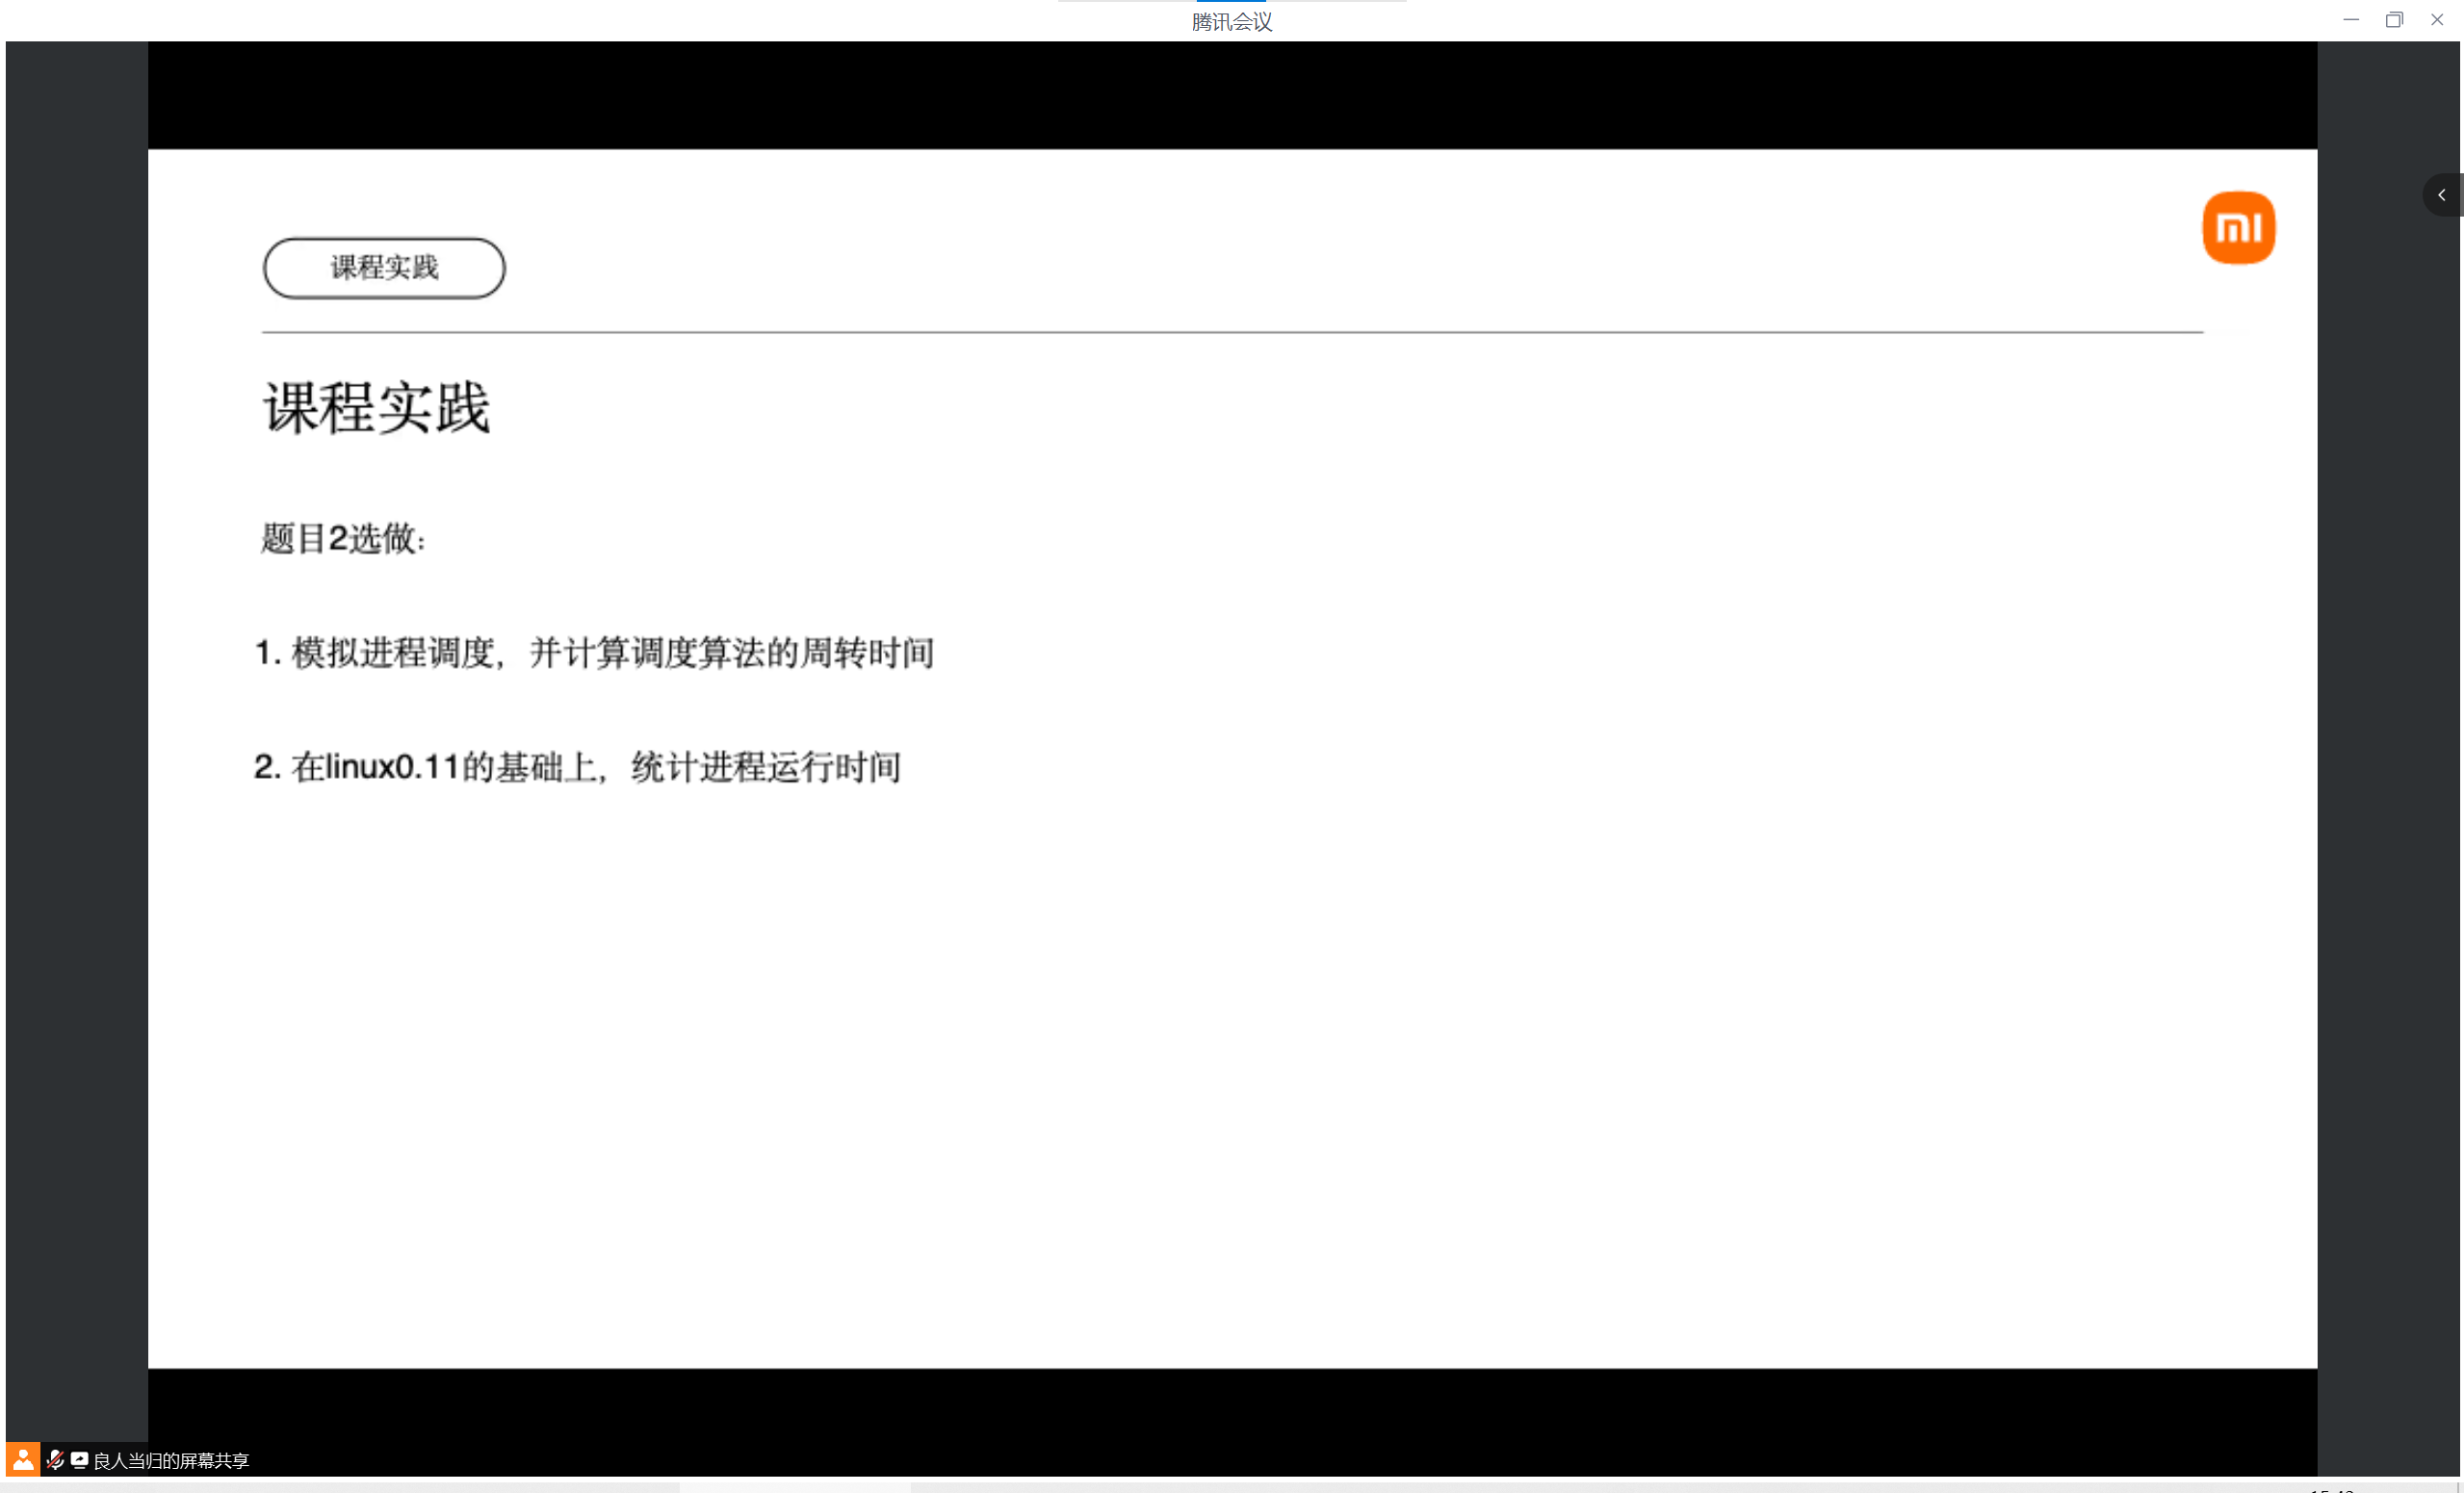 腾讯会议
课程实践
mi
课程实践
题目2选做：
1. 模拟进程调度，并计算调度算法的周转时间
2. 在linux0.11的基础上，统计进程运行时间
良人当归的屏幕共享